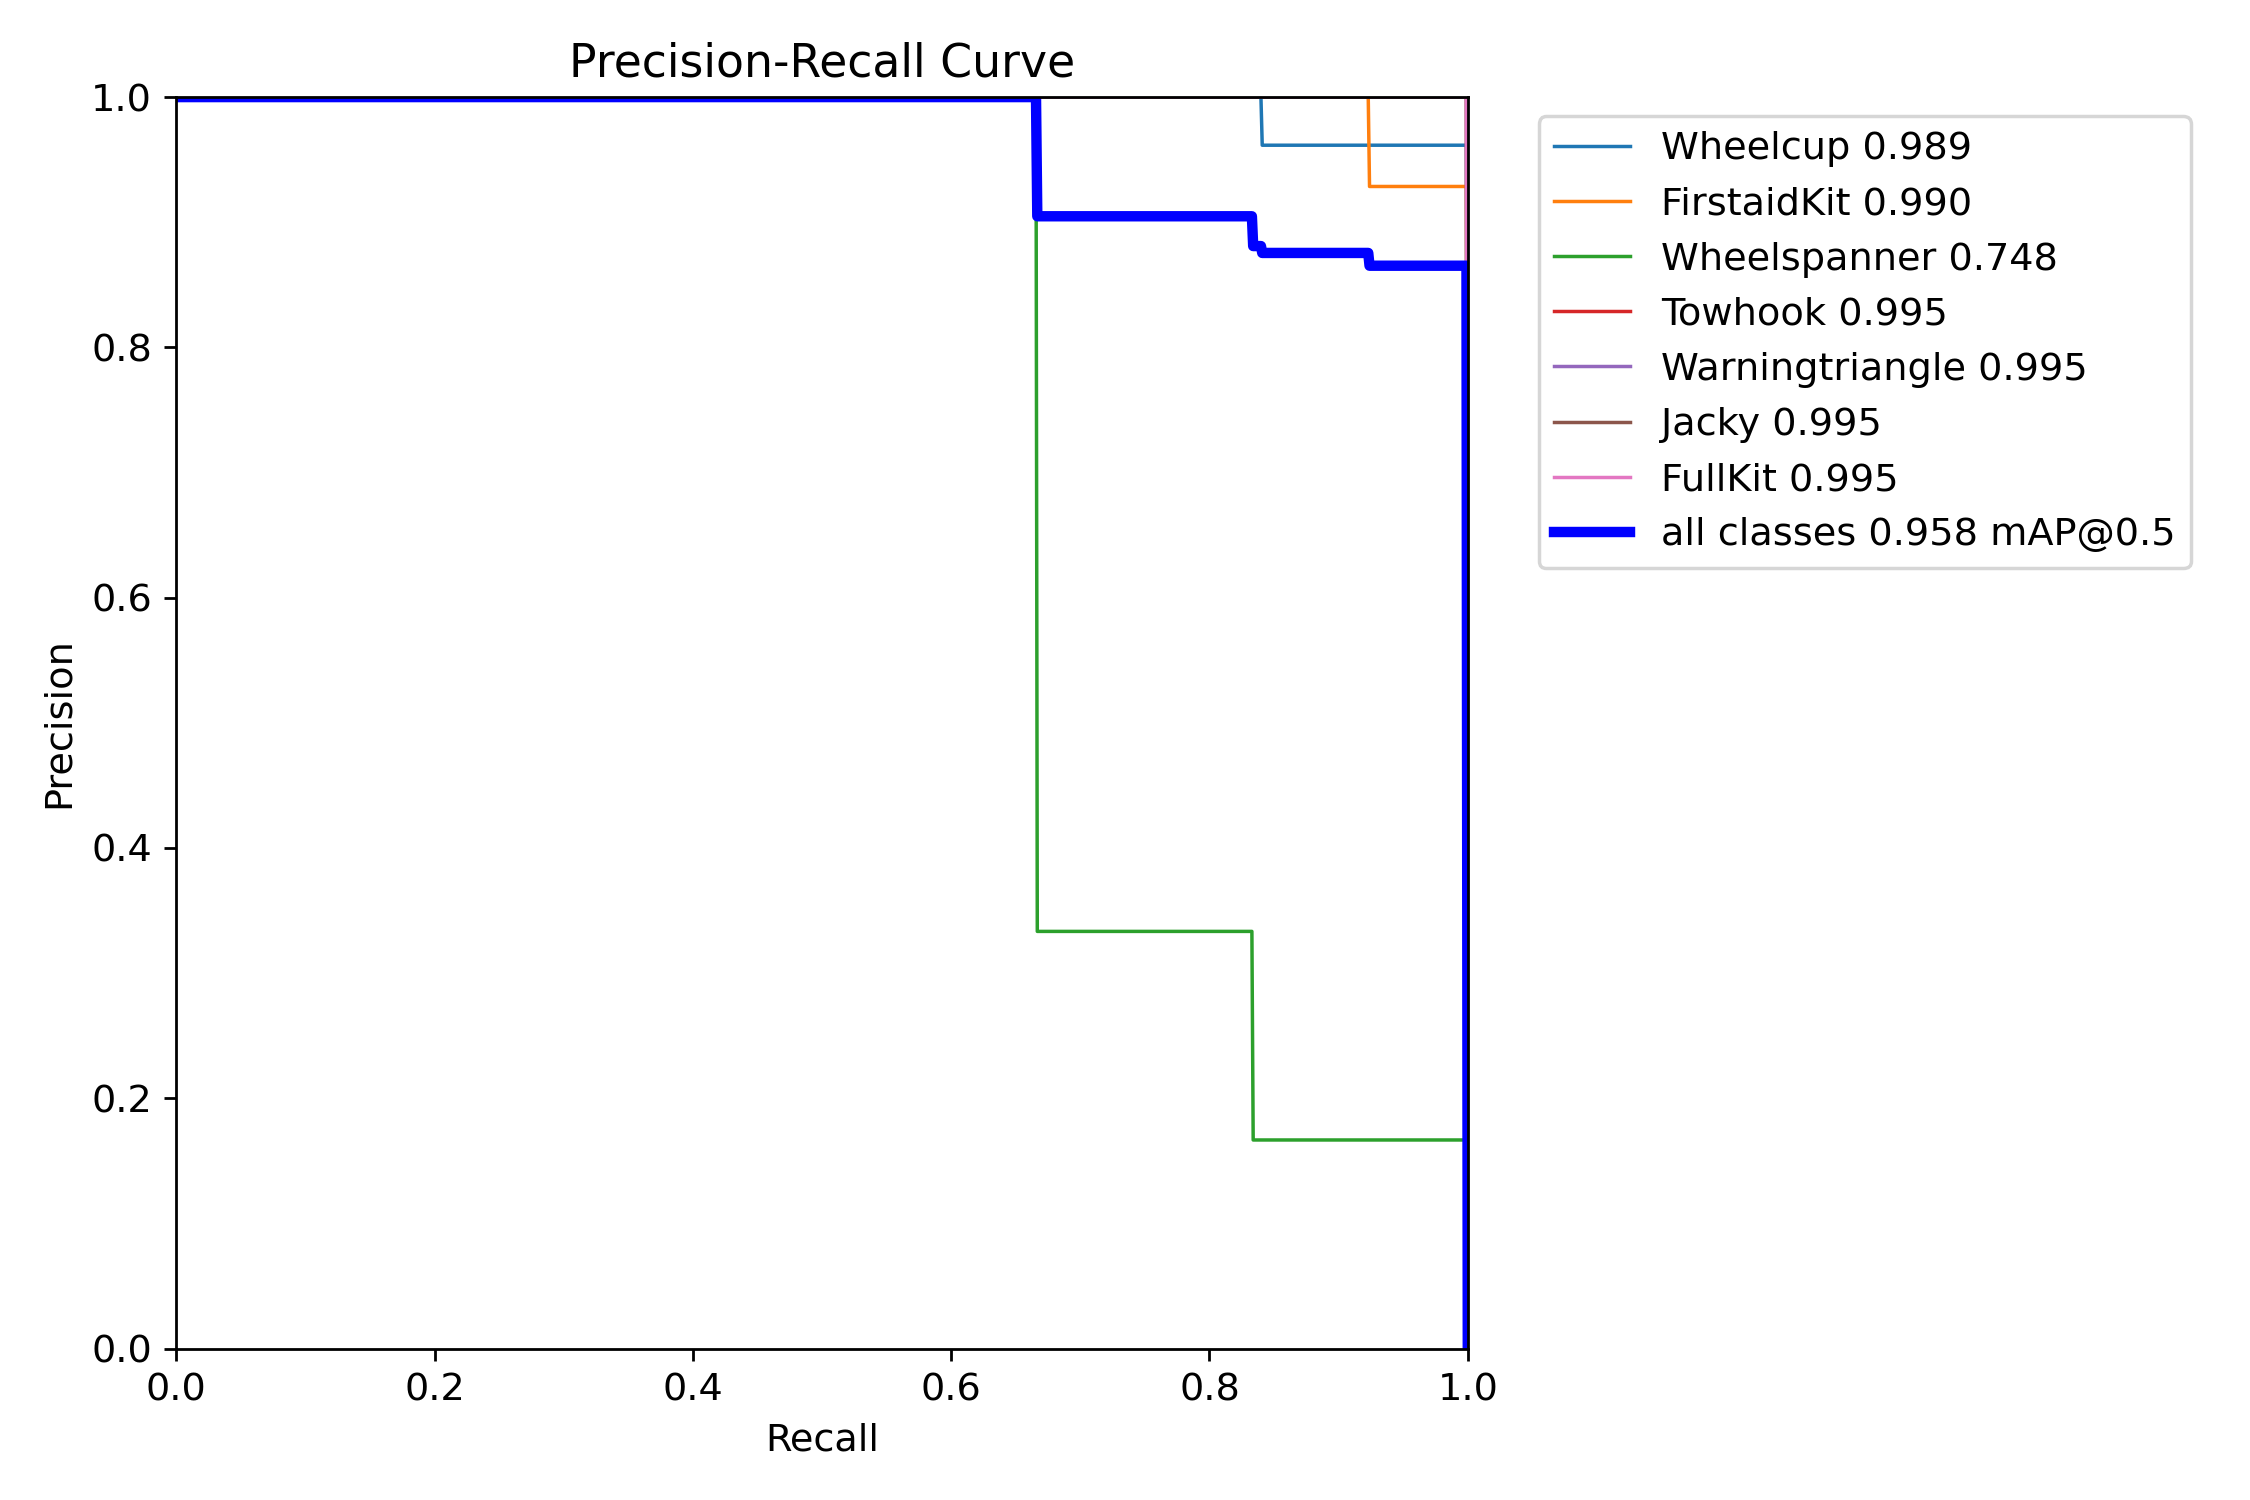 Precision-Recall Curve
1.0
0.8
0.6
0.4
0.2
0.0
Precision
0.0 0.2 0.4 0.6 0.8 1.0
Recall
Wheelcup 0.989
FirstaidKit 0.990
Wheelspanner 0.748
Towhook 0.995
Warningtriangle 0.995
Jacky 0.995
FullKit 0.995
all classes 0.958 mAP@0.5